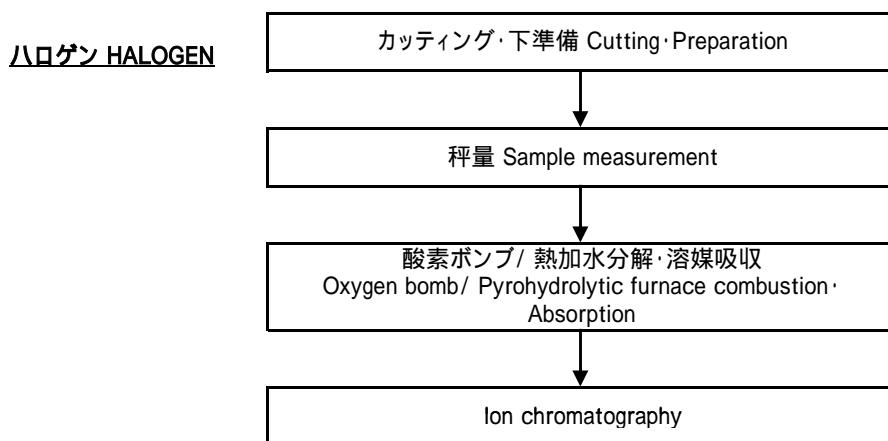 ハロゲン HALOGEN
カッティング・下準備 Cutting・Preparation
秤量 Sample measurement
酸素ボンブ/ 熱加水分解・溶媒吸収
Oxygen bomb/ Pyrohydrolytic furnace combustion・
Absorption
Ion chromatography